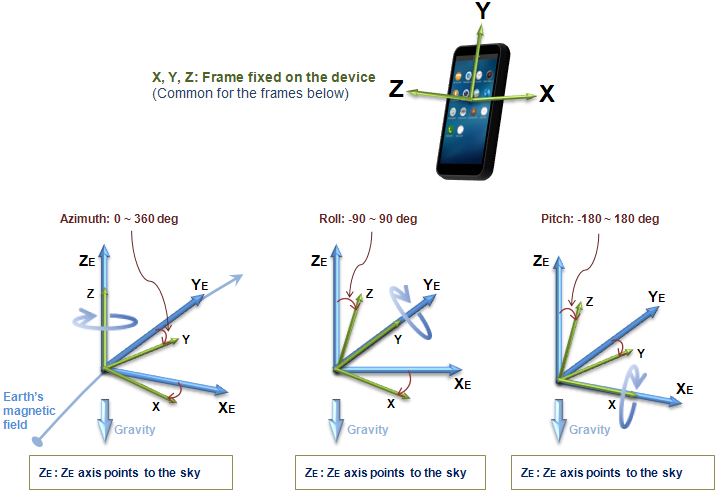 Y
X, Y, Z: Frame fixed on the device
(Common for the frames below)
Z
X
Azimuth: 0 ~ 360 deg
Roll: -90 ~ 90 deg
Pitch: -180 ~ 180 deg
ZE
YE
Z
Y
X
XE
Earth's
magnetic
field
Gravity
ZE
YE
Z
Y
X
XE
Gravity
ZE
YE
Z
Y
X
XE
Gravity
ZE : ZE axis points to the sky
ZE : ZE axis points to the sky
ZE : ZE axis points to the sky